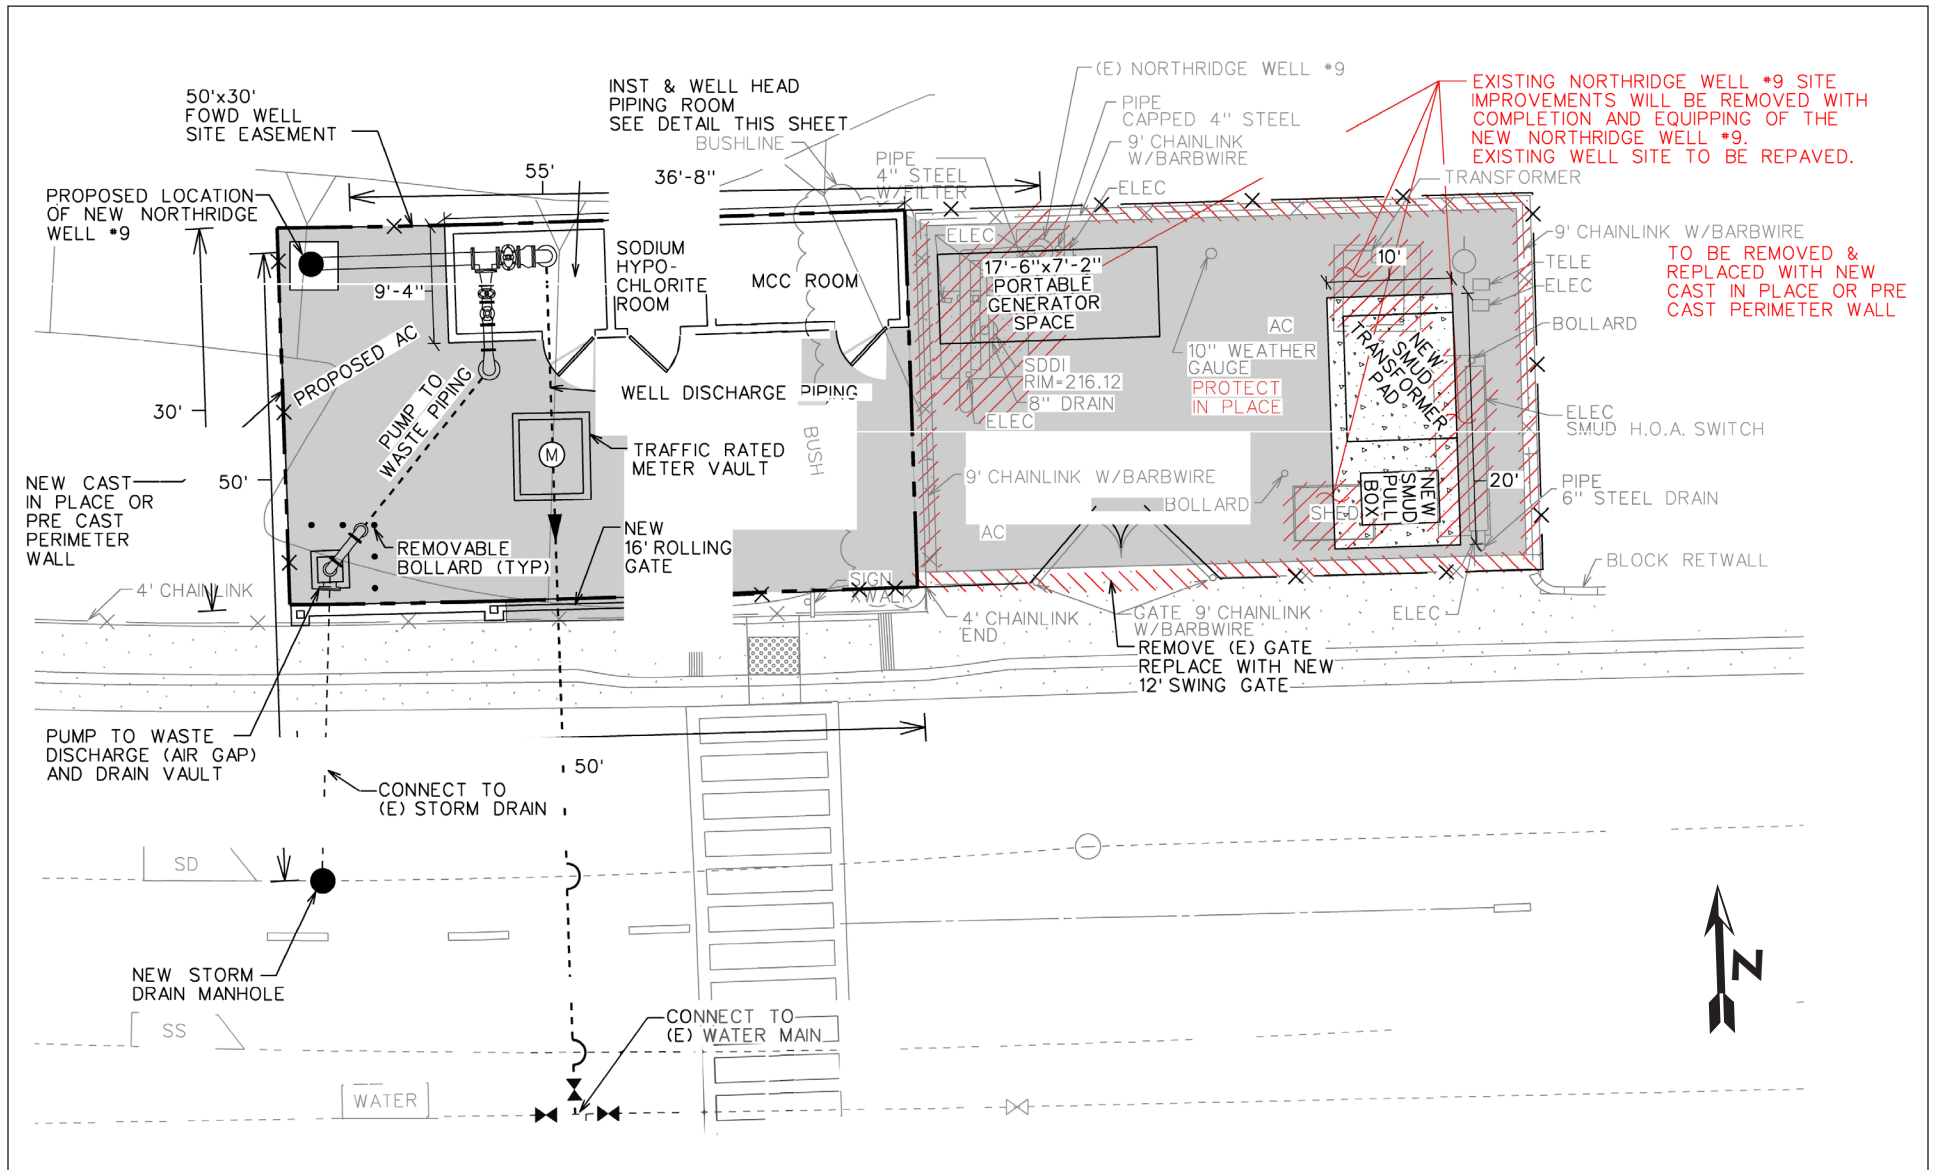 50'x30'
FOWD WELL
SITE EASEMENT
INST & WELL HEAD
PIPING ROOM
SEE DETAIL THIS SHEET
BUSHLINE
(E) NORTHRIDGE WELL #9
PIPE
CAPPED 4" STEEL
9' CHAINLINK
W/BARBWIRE
EXISTING NORTHRIDGE WELL #9 SITE
IMPROVEMENTS WILL BE REMOVED WITH
COMPLETION AND EQUIPPING OF THE
NEW NORTHRIDGE WELL #9.
EXISTING WELL SITE TO BE REPAVED.
TRANSFORMER
PROPOSED LOCATION
OF NEW NORTHRIDGE
WELL #9
55'
36'-8"
PIPE
4" STEEL
W/FILTER
ELEC
ELEC
9' CHAINLINK W/BARBWIRE
TELE
ELEC
TO BE REMOVED &
REPLACED WITH NEW
CAST IN PLACE OR PRE
CAST PERIMETER WALL
BOLLARD
9'-4"
SODIUM
HYPO-
CHLORITE
ROOM
MCC ROOM
17'-6"x7'-2"
PORTABLE
GENERATOR
SPACE
10'
AC
10" WEATHER
GAUGE
PROTECT
IN PLACE
NEW
SMUD
TRANSFORMER
PAD
PROPOSED AC
PUMP TO
WASTE PIPING
WELL DISCHARGE PIPING
SDDI
RIM=216.12
8" DRAIN
ELEC
30'
50'
ELEC
SMUD H.O.A. SWITCH
BUSH
M
TRAFFIC RATED
METER VAULT
9' CHAINLINK W/BARBWIRE
BOLLARD
AC
SHED
NEW
SMUD
PULL
BOX
20'
PIPE
6" STEEL DRAIN
NEW CAST
IN PLACE OR
PRE CAST
PERIMETER
WALL
REMOVABLE
BOLLARD (TYP)
NEW
16' ROLLING
GATE
4' CHAINLINK
SIGN
WALK
4' CHAINLINK
END
GATE 9' CHAINLINK
W/BARBWIRE
ELEC
BLOCK RETWALL
REMOVE (E) GATE
REPLACE WITH NEW
12' SWING GATE
PUMP TO WASTE
DISCHARGE (AIR GAP)
AND DRAIN VAULT
50'
CONNECT TO
(E) STORM DRAIN
SD
NEW STORM
DRAIN MANHOLE
SS
CONNECT TO
(E) WATER MAIN
WATER
N